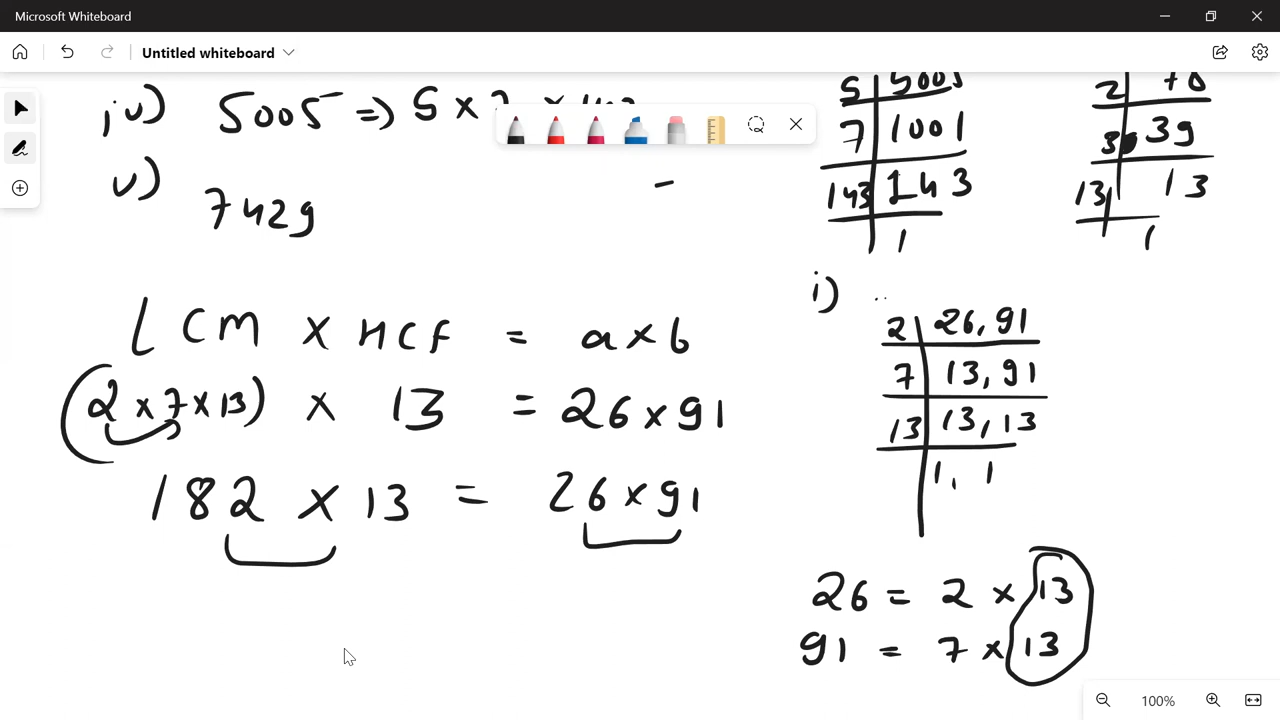 Microsoft Whiteboard
Untitled whiteboard
iv) 5005 => 5 x 7 x 143
v) 7429
LCM x HCF = a x b
(2 x 7 x 13) x 13 = 26 x 91
182 x 13 = 26 x 91
5 | 5005
7 | 1001
143 | 143
1
2 | 78
3 | 39
13 | 13
1
i)
2 | 26, 91
7 | 13, 91
13 | 13, 13
1, 1
26 = 2 x 13
91 = 7 x 13
100%